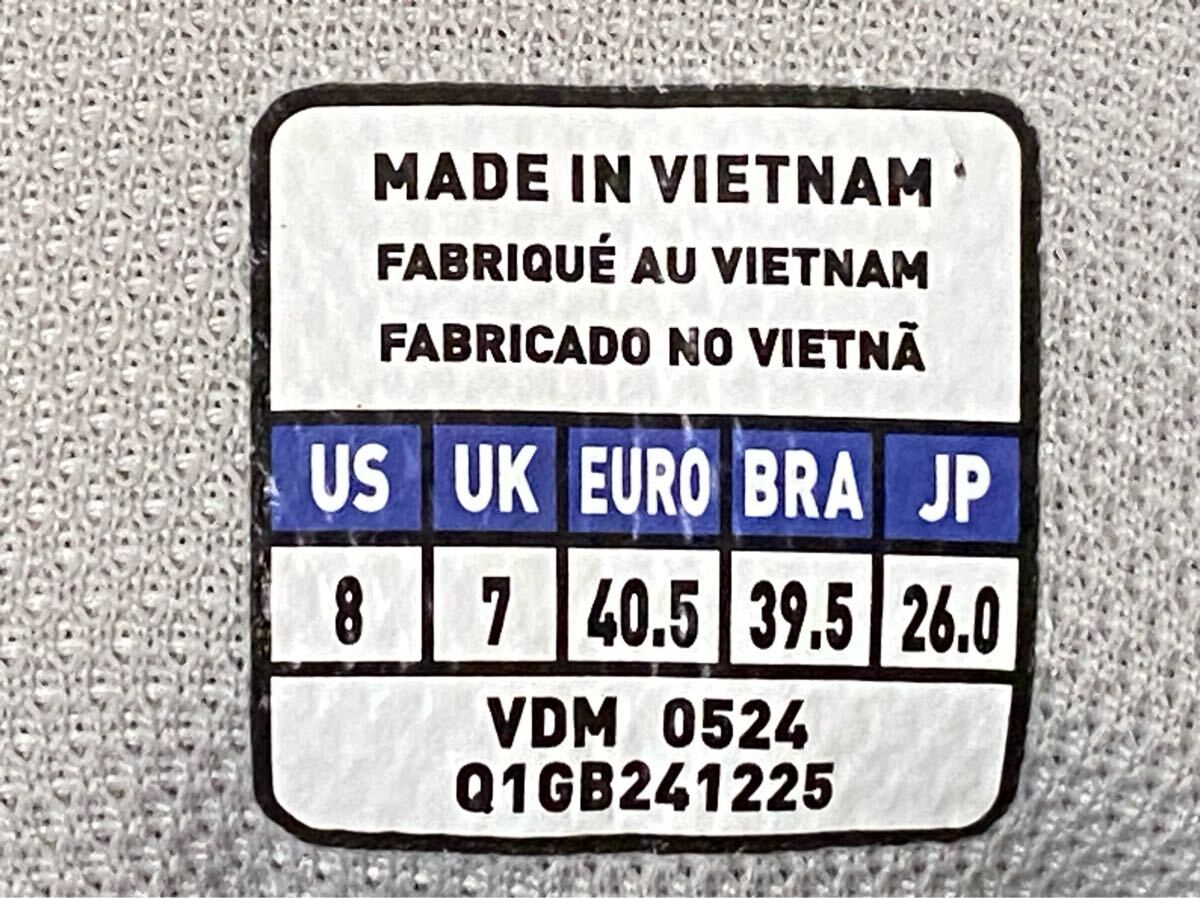 MADE IN VIETNAM
FABRIQUÉ AU VIETNAM
FABRICADO NO VIETNÃ
US UK EURO BRA JP
8 7 40.5 39.5 26.0
VDM 0524
Q1GB241225